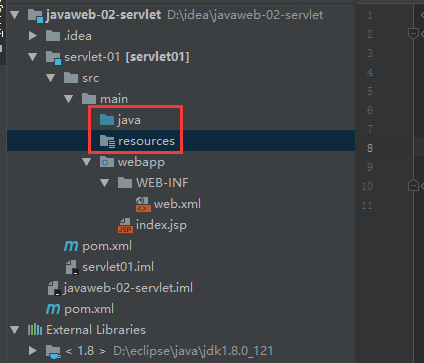 javaweb-02-servlet D:\idea\javaweb-02-servlet
.idea
servlet-01 [servlet01]
src
main
java
resources
webapp
WEB-INF
web.xml
index.jsp
pom.xml
servlet01.iml
javaweb-02-servlet.iml
pom.xml
External Libraries
< 1.8 > D:\eclipse\java\jdk1.8.0_121
1
2
3
4
5
6
7
8
9
10
11